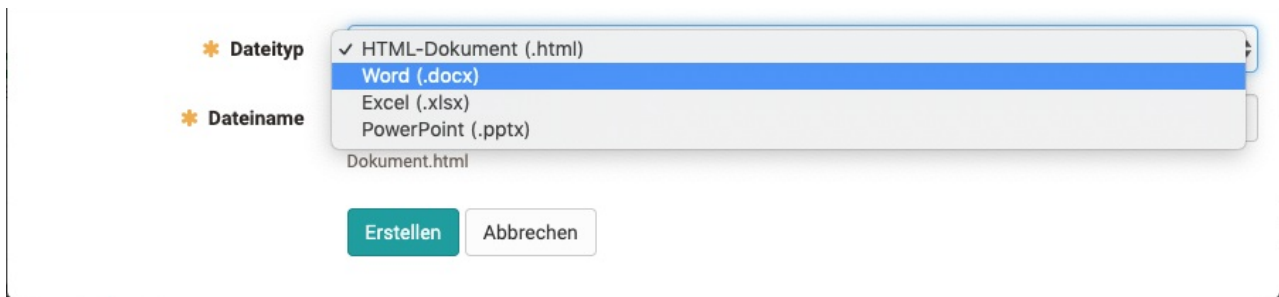 Dateityp
✓ HTML-Dokument (.html)
Word (.docx)
Excel (.xlsx)
Dateiname
PowerPoint (.pptx)
Dokument.html
Erstellen Abbrechen